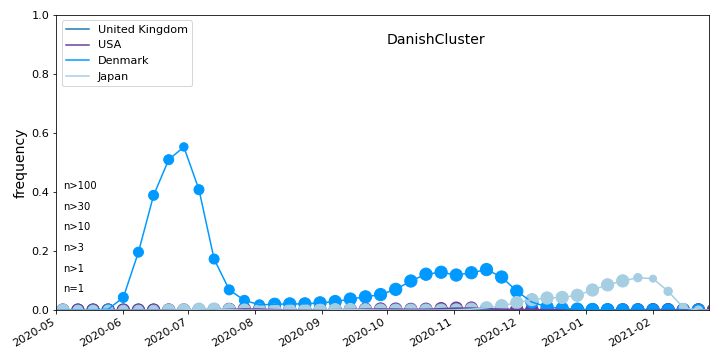 DanishCluster
United Kingdom
USA
Denmark
Japan
frequency
1.0
0.8
0.6
0.4
0.2
0.0
n>100
n>30
n>10
n>3
n>1
n=1
2020-05
2020-06
2020-07
2020-08
2020-09
2020-10
2020-11
2020-12
2021-01
2021-02